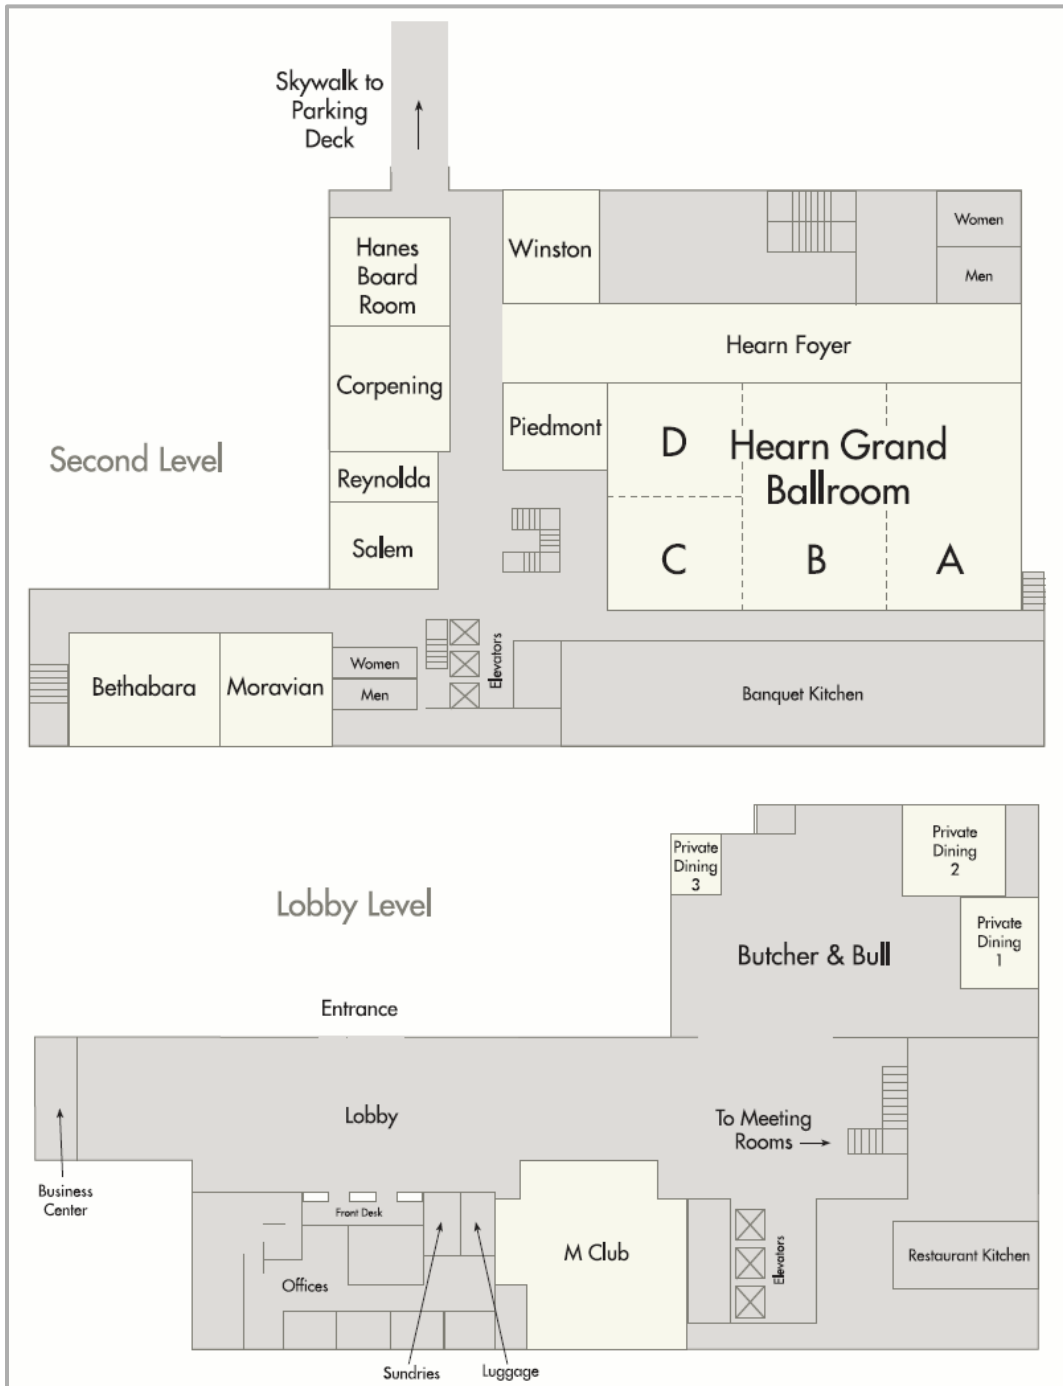 Skywalk to
Parking
Deck
Hanes
Board
Room
Winston
Women
Men
Hearn Foyer
Corpening
Piedmont
D
Hearn Grand
Ballroom
Second Level
Reynolda
Salem
C
B
A
Women
Men
Elevators
Bethabara
Moravian
Banquet Kitchen
Lobby Level
Private
Dining
3
Private
Dining
2
Private
Dining
1
Butcher & Bull
Entrance
Lobby
To Meeting
Rooms
Business
Center
Front Desk
M Club
Elevators
Restaurant Kitchen
Offices
Sundries
Luggage